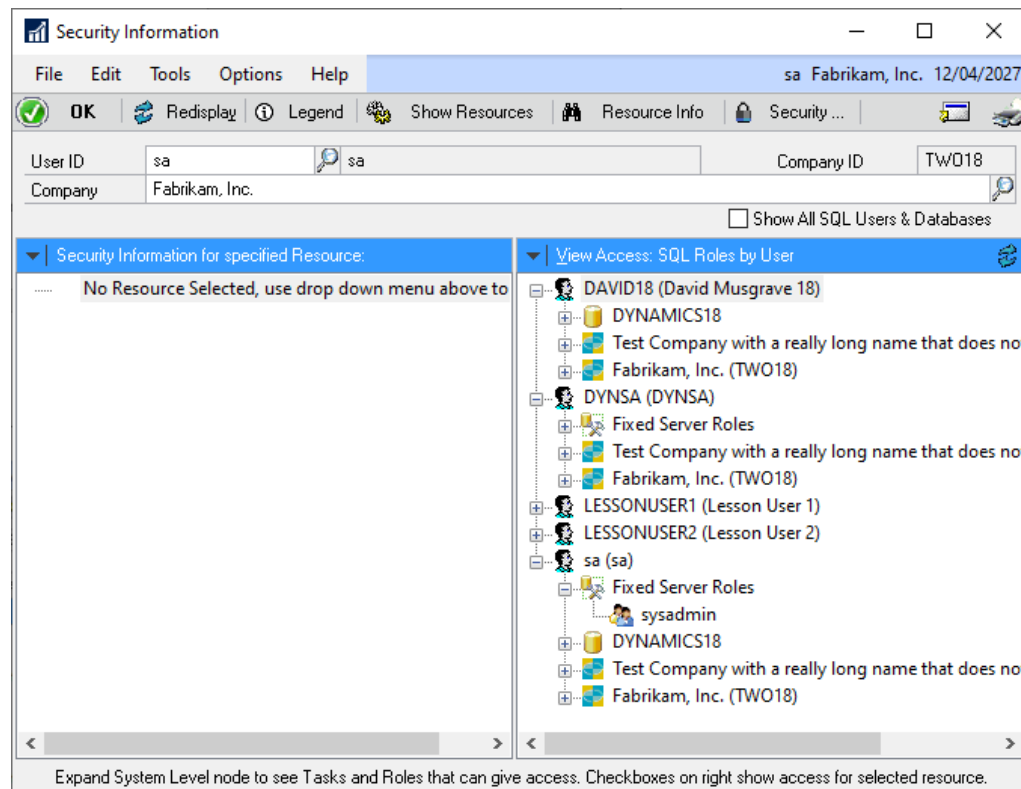 Security Information
File Edit Tools Options Help sa Fabrikam, Inc. 12/04/2027
OK Redisplay Legend Show Resources Resource Info Security ...
User ID sa sa Company ID TWO18
Company Fabrikam, Inc.
Show All SQL Users & Databases
Security Information for specified Resource:
No Resource Selected, use drop down menu above to
View Access: SQL Roles by User
DAVID18 (David Musgrave 18)
DYNAMICS18
Test Company with a really long name that does no
Fabrikam, Inc. (TWO18)
DYNSA (DYNSA)
Fixed Server Roles
Test Company with a really long name that does no
Fabrikam, Inc. (TWO18)
LESSONUSER1 (Lesson User 1)
LESSONUSER2 (Lesson User 2)
sa (sa)
Fixed Server Roles
sysadmin
DYNAMICS18
Test Company with a really long name that does no
Fabrikam, Inc. (TWO18)
Expand System Level node to see Tasks and Roles that can give access. Checkboxes on right show access for selected resource.